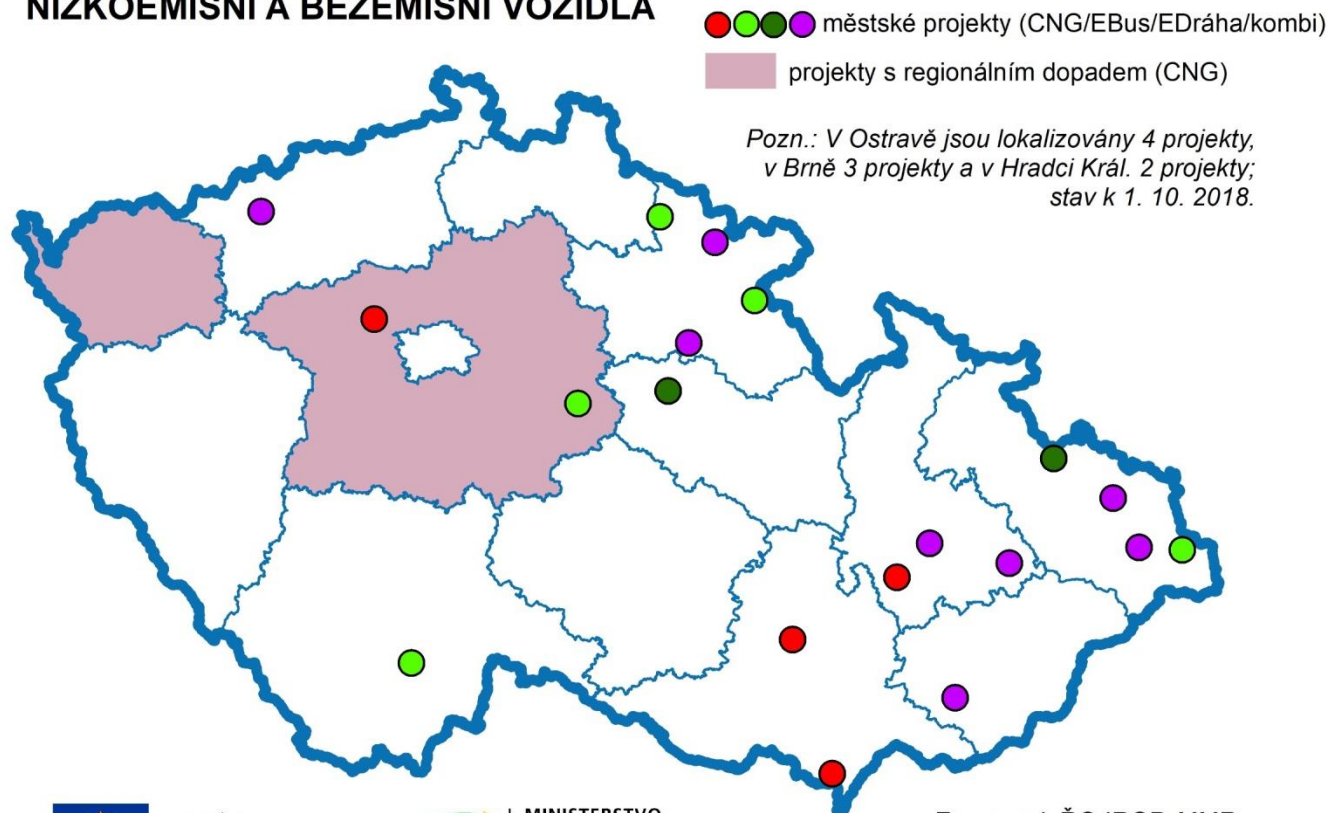 NÍZKOEMISNÍ A BEZEMISNÍ VOZIDLA
městské projekty (CNG/EBus/EDráha/kombi)
projekty s regionálním dopadem (CNG)
Pozn.: V Ostravě jsou lokalizovány 4 projekty,
v Brně 3 projekty a v Hradci Král. 2 projekty;
stav k 1. 10. 2018.
MINISTERSTVO